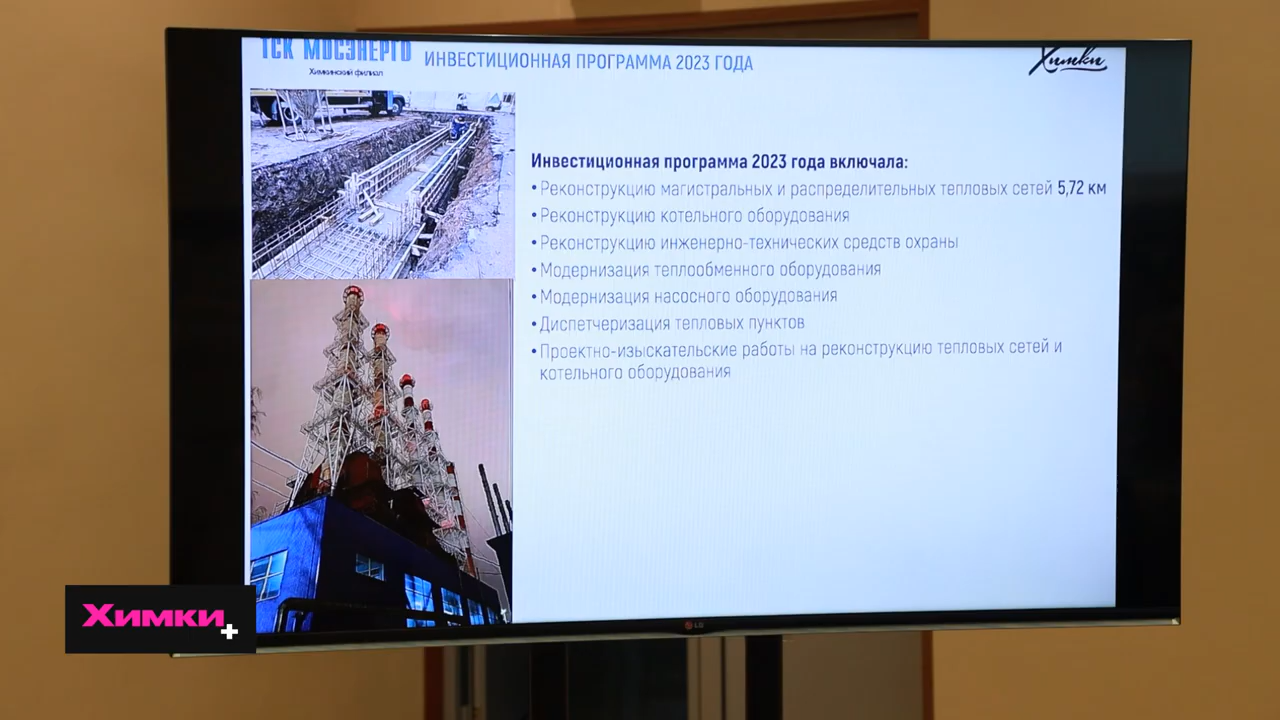 ТСК МОСЭНЕРГО
Химкинский филиал
ИНВЕСТИЦИОННАЯ ПРОГРАММА 2023 ГОДА
Химки
Инвестиционная программа 2023 года включала:
• Реконструкцию магистральных и распределительных тепловых сетей 5,72 км
• Реконструкцию котельного оборудования
• Реконструкцию инженерно-технических средств охраны
• Модернизация теплообменного оборудования
• Модернизация насосного оборудования
• Диспетчеризация тепловых пунктов
• Проектно-изыскательские работы на реконструкцию тепловых сетей и
котельного оборудования
LG
Химки+